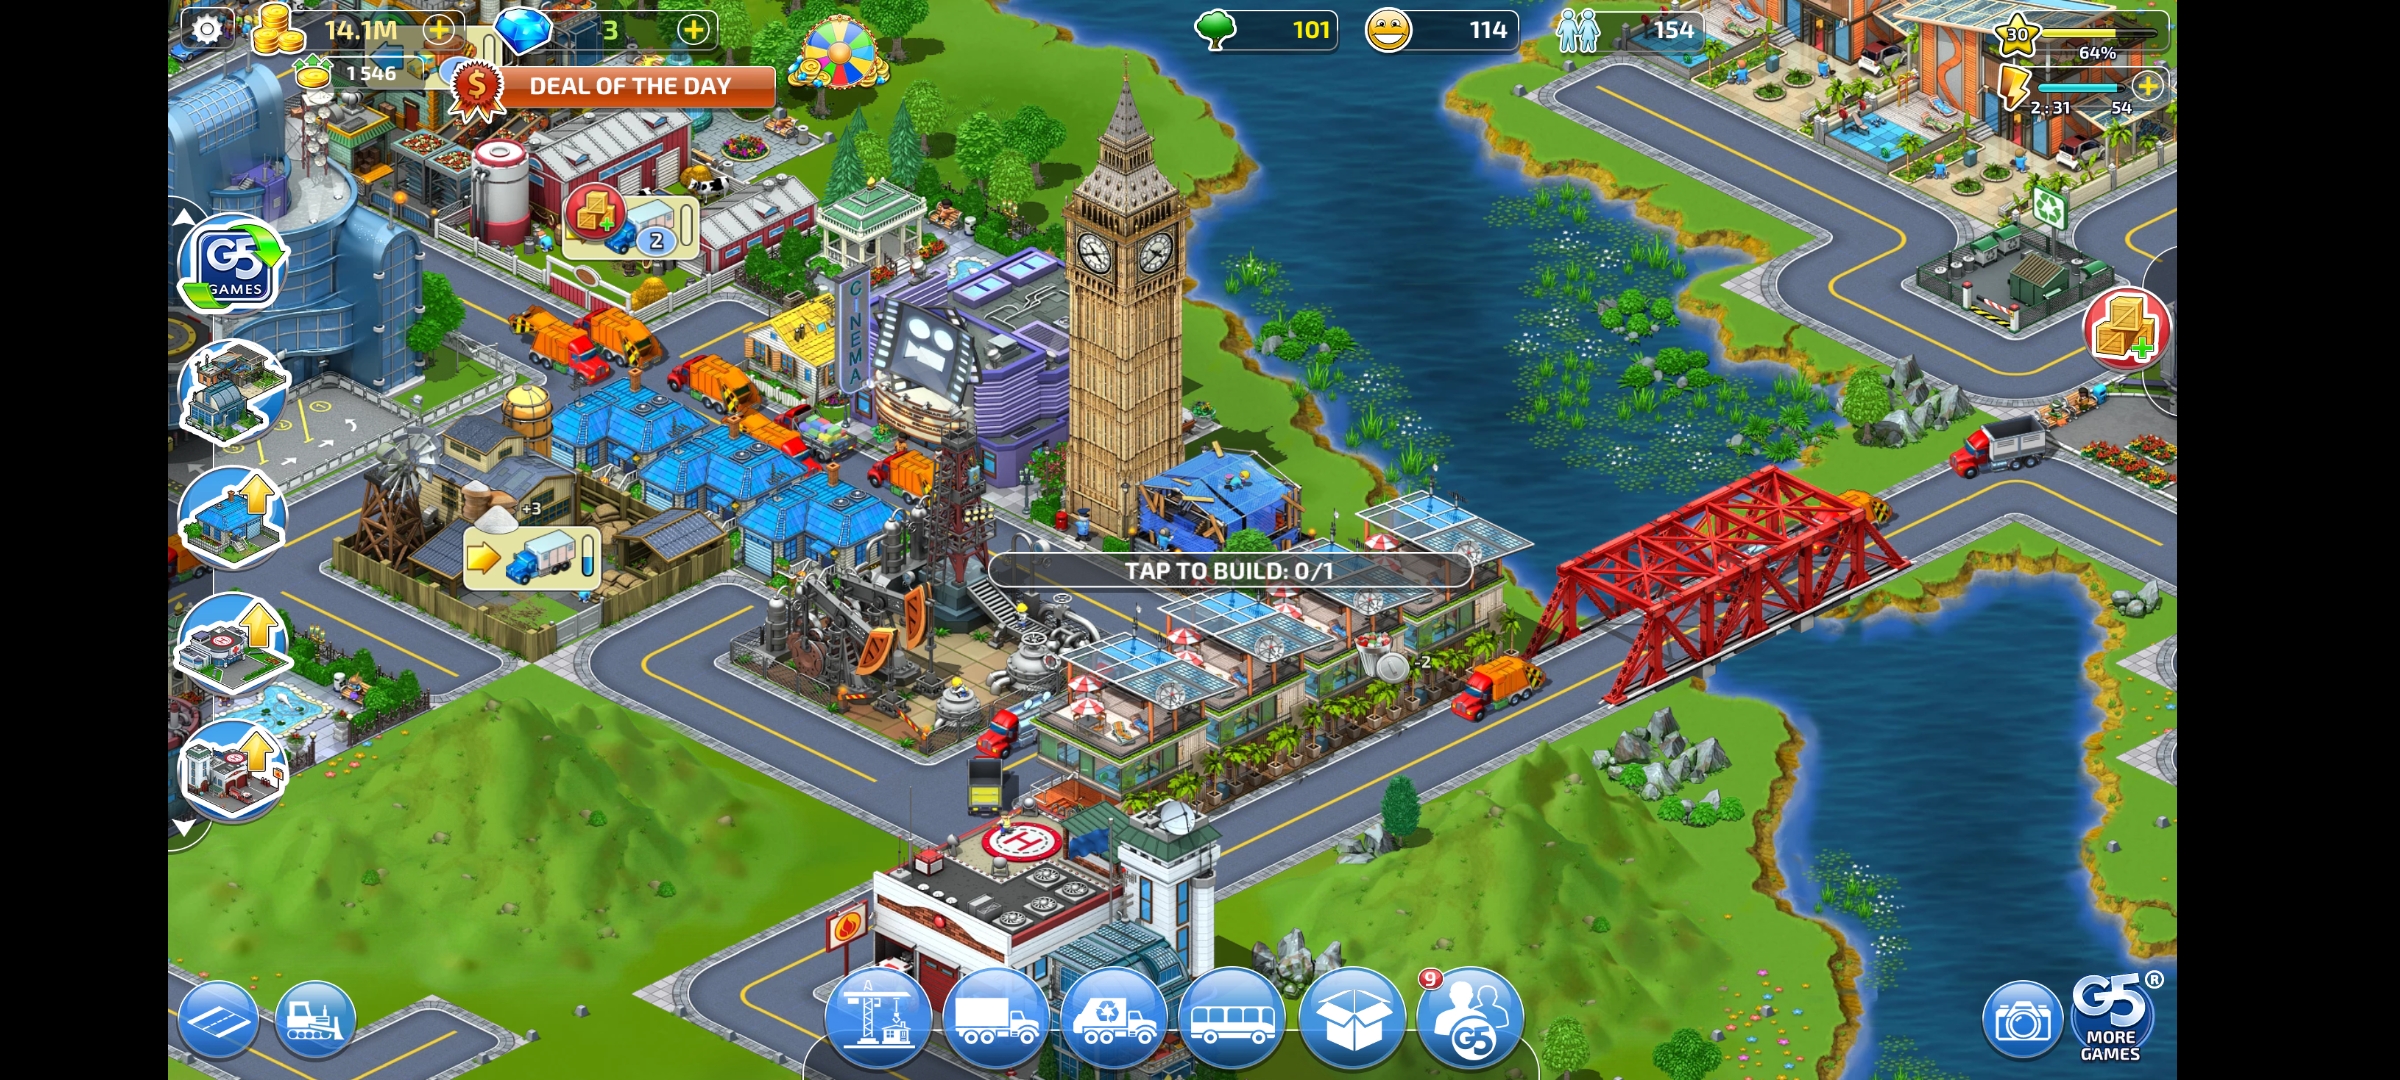 14.1M
3
101
114
154
30
64%
1 546
DEAL OF THE DAY
2 : 31
54
2
G5
GAMES
CINEMA
+3
TAP TO BUILD: 0/1
-2
H
A
9
G5
G5®
MORE
GAMES